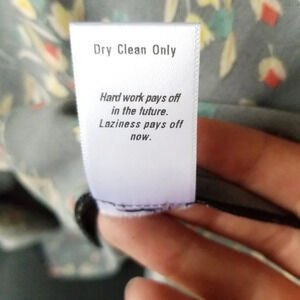 Dry Clean Only
Hard work pays off
in the future.
Laziness pays off
now.